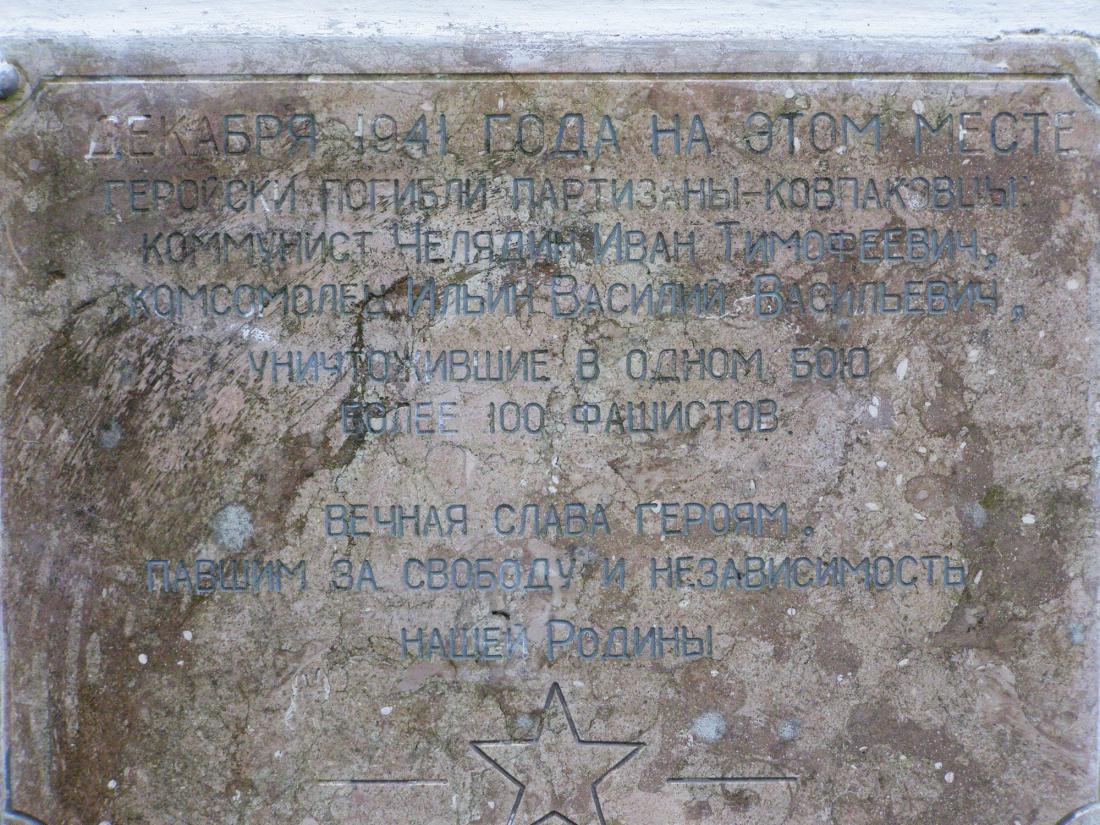 ДЕКАБРЯ 1941 ГОДА НА ЭТОМ МЕСТЕ
ГЕРОЙСКИ ПОГИБЛИ ПАРТИЗАНЫ-КОВПАКОВЦЫ:
КОММУНИСТ ЧЕЛЯДИН ИВАН ТИМОФЕЕВИЧ,
КОМСОМОЛЕЦ ИЛЬИН ВАСИЛИЙ ВАСИЛЬЕВИЧ,
УНИЧТОЖИВШИЕ В ОДНОМ БОЮ
БОЛЕЕ 100 ФАШИСТОВ.
ВЕЧНАЯ СЛАВА ГЕРОЯМ,
ПАВШИМ ЗА СВОБОДУ И НЕЗАВИСИМОСТЬ
НАШЕЙ РОДИНЫ